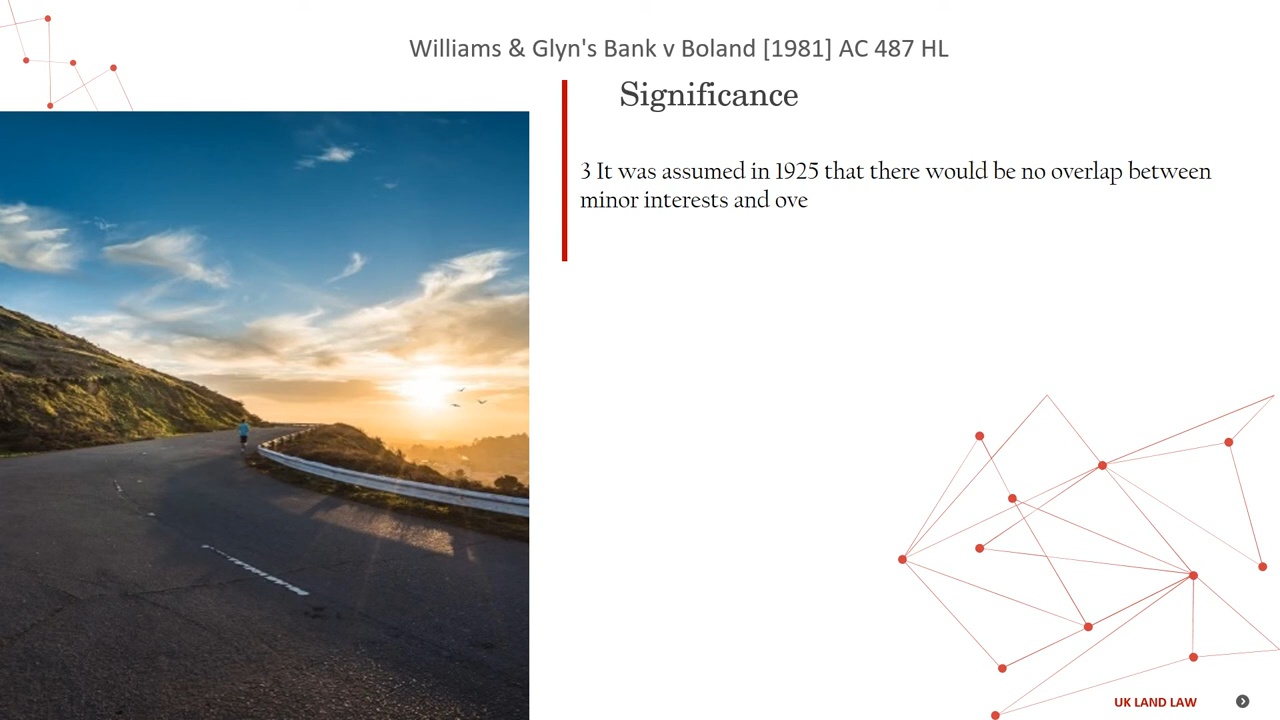 Williams & Glyn's Bank v Boland [1981] AC 487 HL
Significance
3 It was assumed in 1925 that there would be no overlap between
minor interests and ove
UK LAND LAW